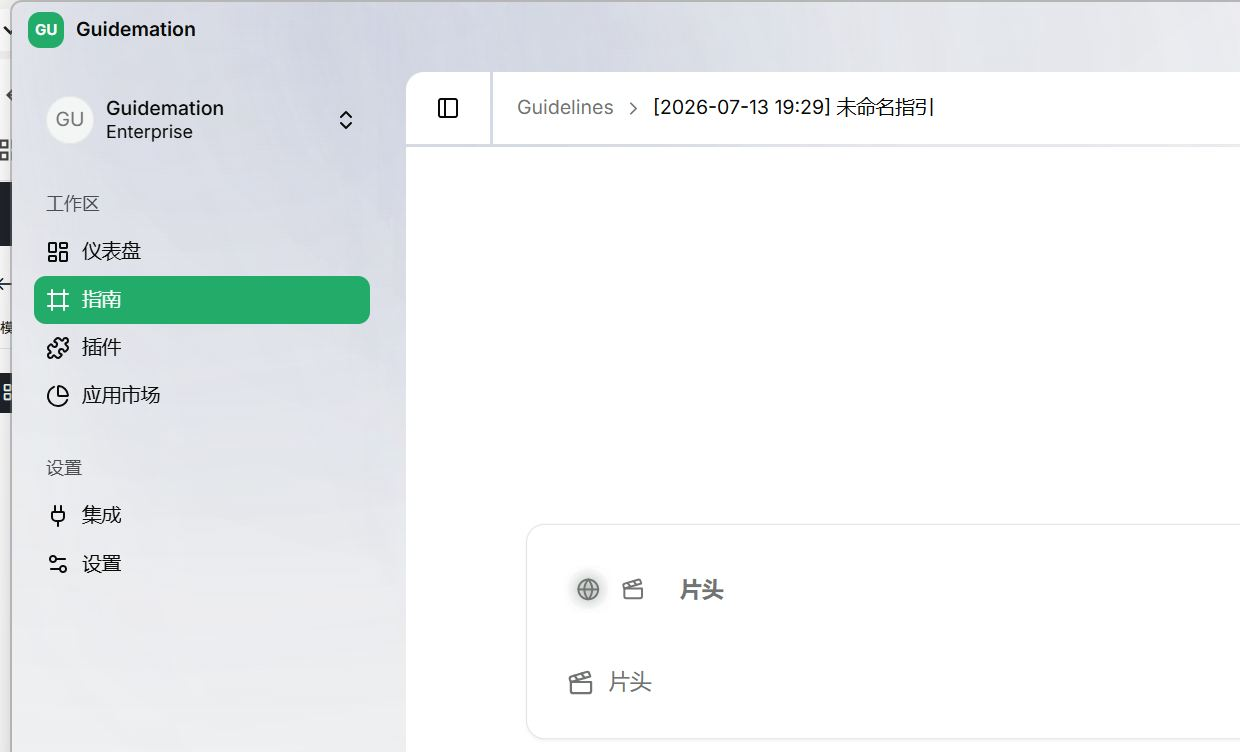 GU Guidemation
GU
Guidemation
Enterprise
Guidelines > [2026-07-13 19:29] 未命名指引
工作区
仪表盘
指南
插件
应用市场
设置
集成
设置
模
片头
片头